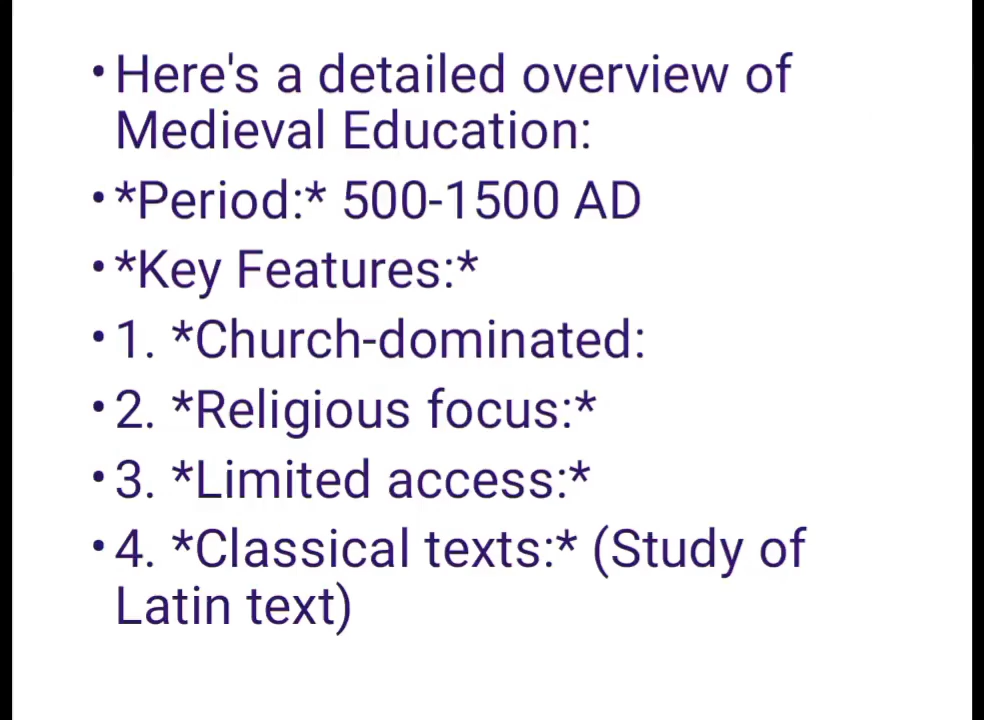 • Here's a detailed overview of
Medieval Education:
• *Period:* 500-1500 AD
• *Key Features:*
• 1. *Church-dominated:
• 2. *Religious focus:*
• 3. *Limited access:*
• 4. *Classical texts:* (Study of
Latin text)